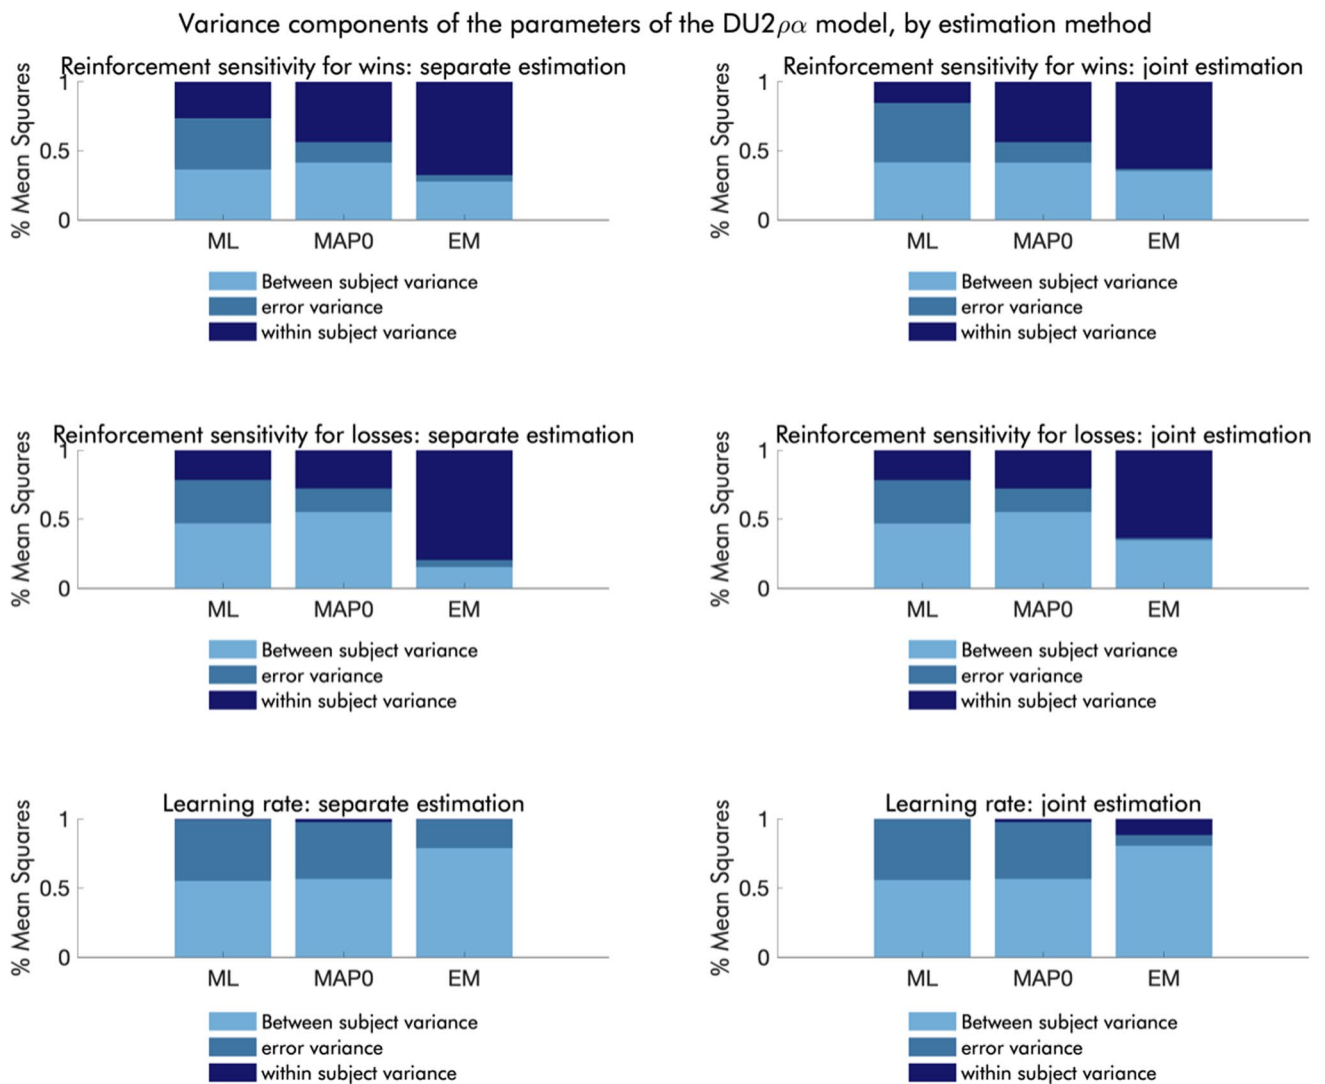 Variance components of the parameters of the DU2ρα model, by estimation method
Reinforcement sensitivity for wins: separate estimation
% Mean Squares
1
0.5
0
ML MAP0 EM
Between subject variance
error variance
within subject variance
Reinforcement sensitivity for wins: joint estimation
% Mean Squares
1
0.5
0
ML MAP0 EM
Between subject variance
error variance
within subject variance
Reinforcement sensitivity for losses: separate estimation
% Mean Squares
1
0.5
0
ML MAP0 EM
Between subject variance
error variance
within subject variance
Reinforcement sensitivity for losses: joint estimation
% Mean Squares
1
0.5
0
ML MAP0 EM
Between subject variance
error variance
within subject variance
Learning rate: separate estimation
% Mean Squares
1
0.5
0
ML MAP0 EM
Between subject variance
error variance
within subject variance
Learning rate: joint estimation
% Mean Squares
1
0.5
0
ML MAP0 EM
Between subject variance
error variance
within subject variance